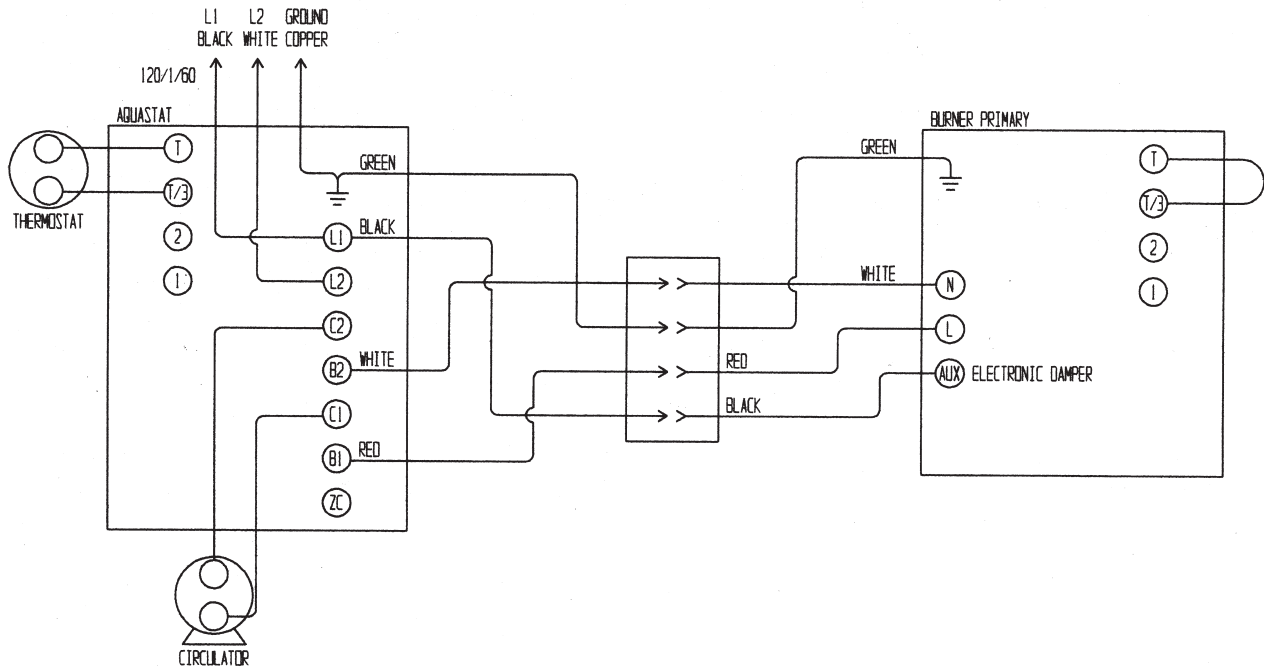 L1 L2 GROUND
BLACK WHITE COPPER
120/1/60
AQUASTAT
BURNER PRIMARY
T
GREEN
GREEN
T
T/3
T/3
THERMOSTAT
2
L1
BLACK
2
1
L2
WHITE
N
1
C2
L
B2
WHITE
RED
AUX
ELECTRONIC DAMPER
C1
BLACK
B1
RED
ZC
CIRCULATOR